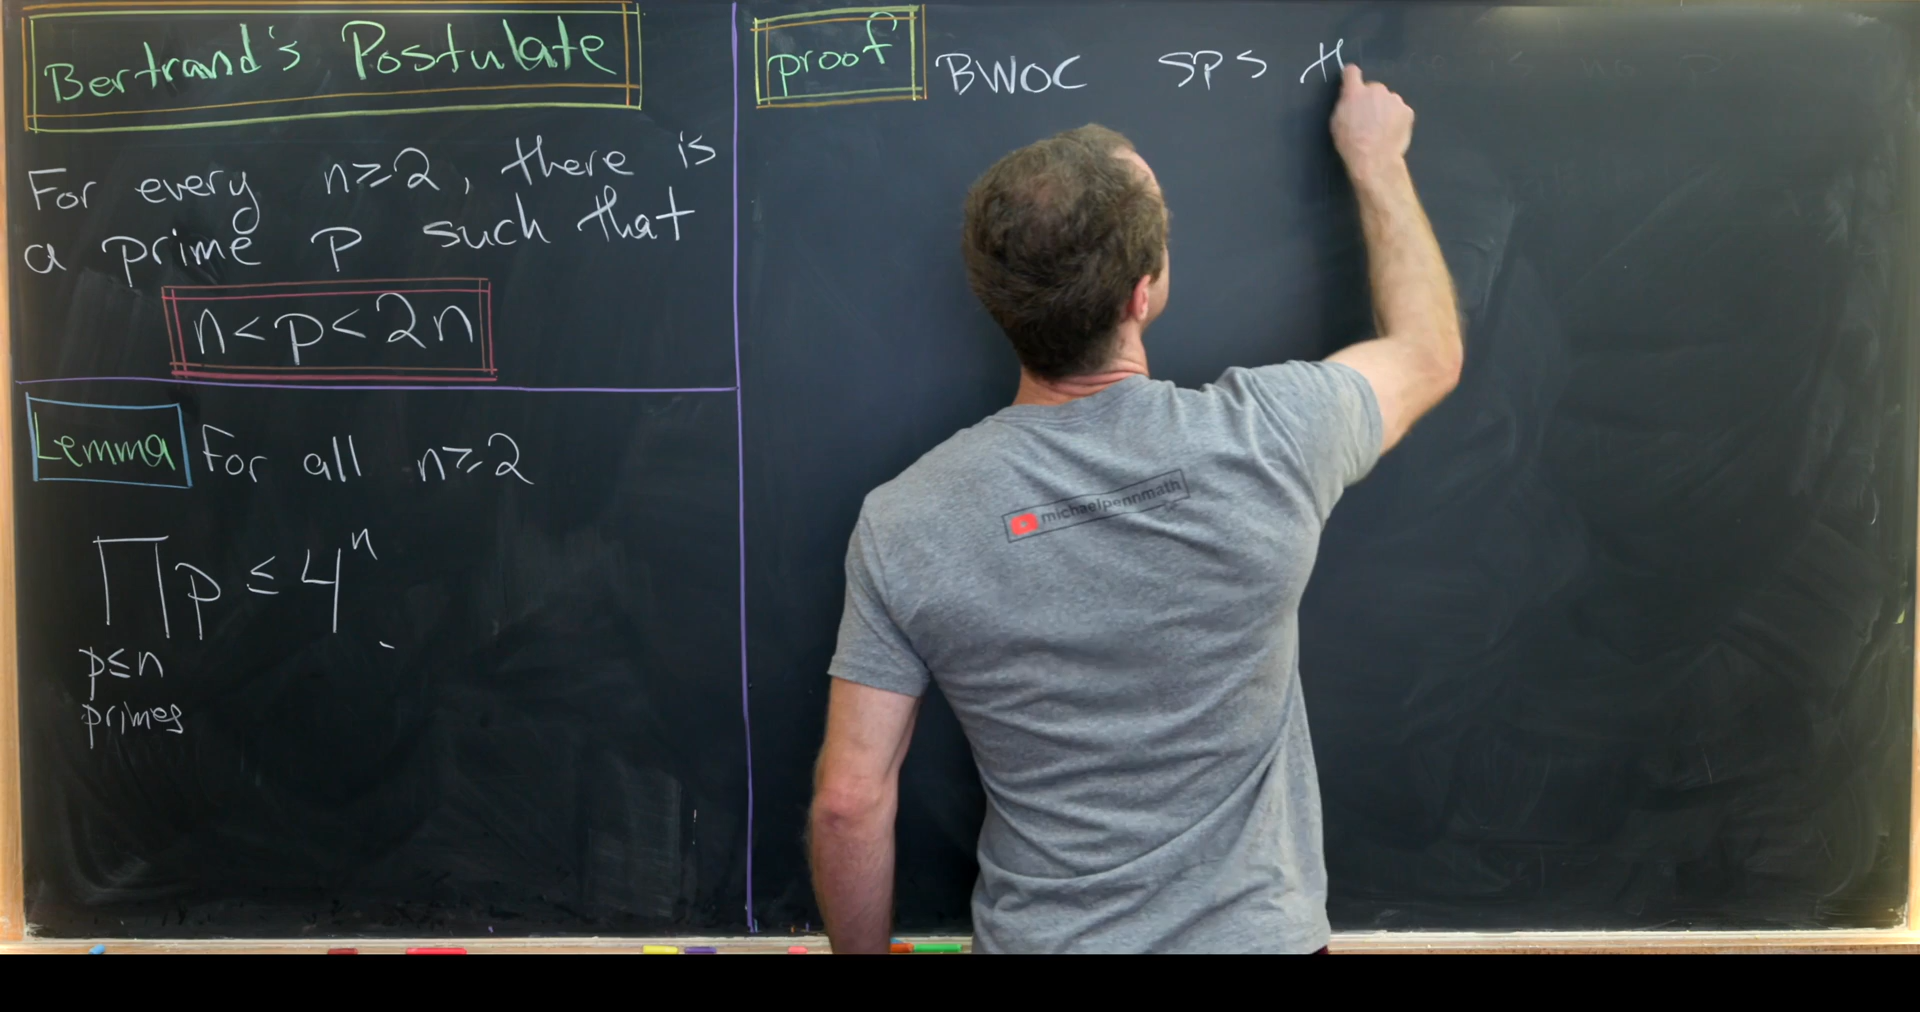 Bertrand's Postulate
For every n≥2, there is
a prime p such that
n<p<2n
Lemma For all n≥2
∏ p ≤ 4ⁿ
p≤n
primes
proof BWOC SPS th
michaelpennmath